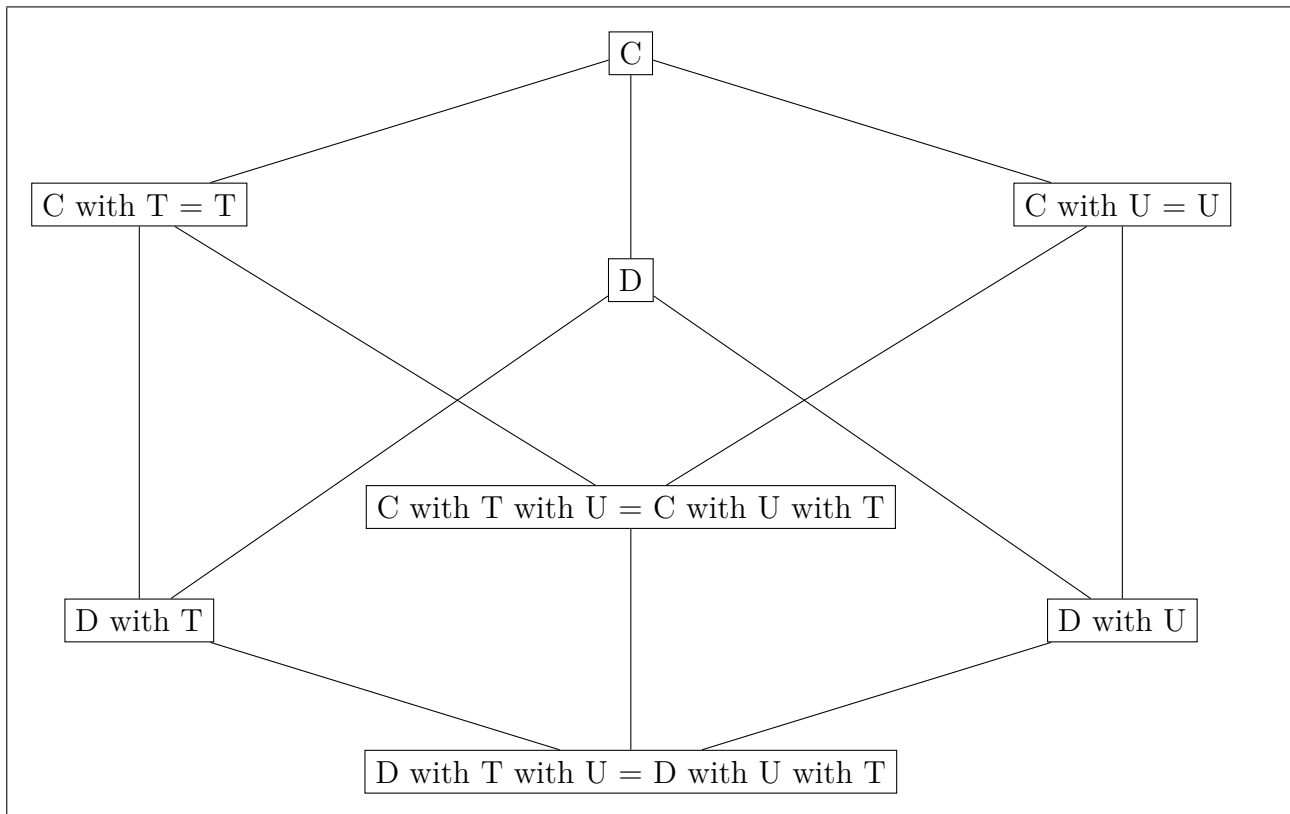 C
C with T = T
C with U = U
D
C with T with U = C with U with T
D with T
D with U
D with T with U = D with U with T